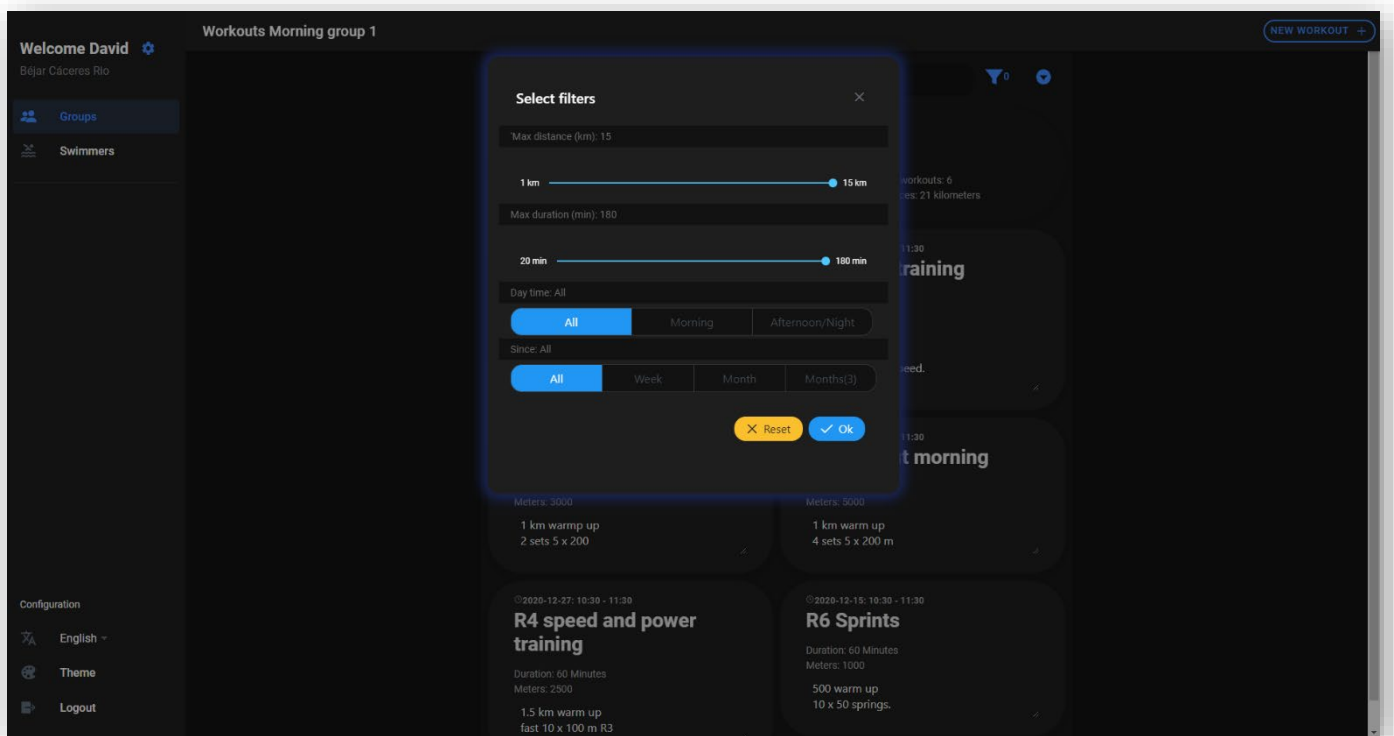 Welcome David
Béjar Cáceres Rio
Groups
Swimmers
Configuration
English
Theme
Logout
Workouts Morning group 1
NEW WORKOUT +
0
Select filters
'Max distance (km): 15
1 km 15 km
Max duration (min): 180
20 min 180 min
Day time: All
All Morning Afternoon/Night
Since: All
All Week Month Months(3)
Reset Ok
workouts: 6
21 kilometers
11:30
training
11:30
morning
Meters: 3000
1 km warmp up
2 sets 5 x 200
Meters: 5000
1 km warm up
4 sets 5 x 200 m
2020-12-27: 10:30 - 11:30
R4 speed and power
training
Duration: 60 Minutes
Meters: 2500
1.5 km warm up
fast 10 x 100 m R3
2020-12-15: 10:30 - 11:30
R6 Sprints
Duration: 60 Minutes
Meters: 1000
500 warm up
10 x 50 springs.